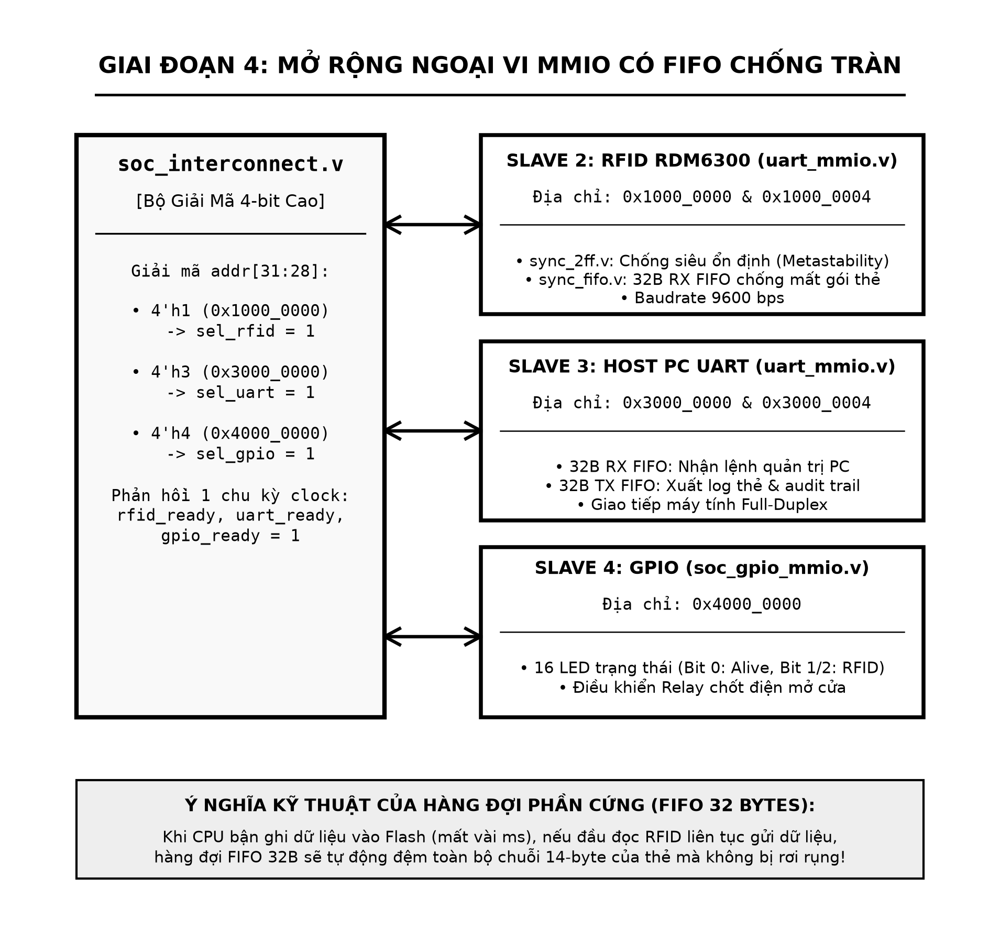 GIAI ĐOẠN 4: MỞ RỘNG NGOẠI VI MMIO CÓ FIFO CHỐNG TRÀN
soc_interconnect.v
[Bộ Giải Mã 4-bit Cao]
Giải mã addr[31:28]:
• 4'h1 (0x1000_0000)
-> sel_rfid = 1
• 4'h3 (0x3000_0000)
-> sel_uart = 1
• 4'h4 (0x4000_0000)
-> sel_gpio = 1
Phản hồi 1 chu kỳ clock:
rfid_ready, uart_ready,
gpio_ready = 1
SLAVE 2: RFID RDM6300 (uart_mmio.v)
Địa chỉ: 0x1000_0000 & 0x1000_0004
• sync_2ff.v: Chống siêu ổn định (Metastability)
• sync_fifo.v: 32B RX FIFO chống mất gói thẻ
• Baudrate 9600 bps
SLAVE 3: HOST PC UART (uart_mmio.v)
Địa chỉ: 0x3000_0000 & 0x3000_0004
• 32B RX FIFO: Nhận lệnh quản trị PC
• 32B TX FIFO: Xuất log thẻ & audit trail
• Giao tiếp máy tính Full-Duplex
SLAVE 4: GPIO (soc_gpio_mmio.v)
Địa chỉ: 0x4000_0000
• 16 LED trạng thái (Bit 0: Alive, Bit 1/2: RFID)
• Điều khiển Relay chốt điện mở cửa
Ý NGHĨA KỸ THUẬT CỦA HÀNG ĐỢI PHẦN CỨNG (FIFO 32 BYTES):
Khi CPU bận ghi dữ liệu vào Flash (mất vài ms), nếu đầu đọc RFID liên tục gửi dữ liệu,
hàng đợi FIFO 32B sẽ tự động đệm toàn bộ chuỗi 14-byte của thẻ mà không bị rơi rụng!